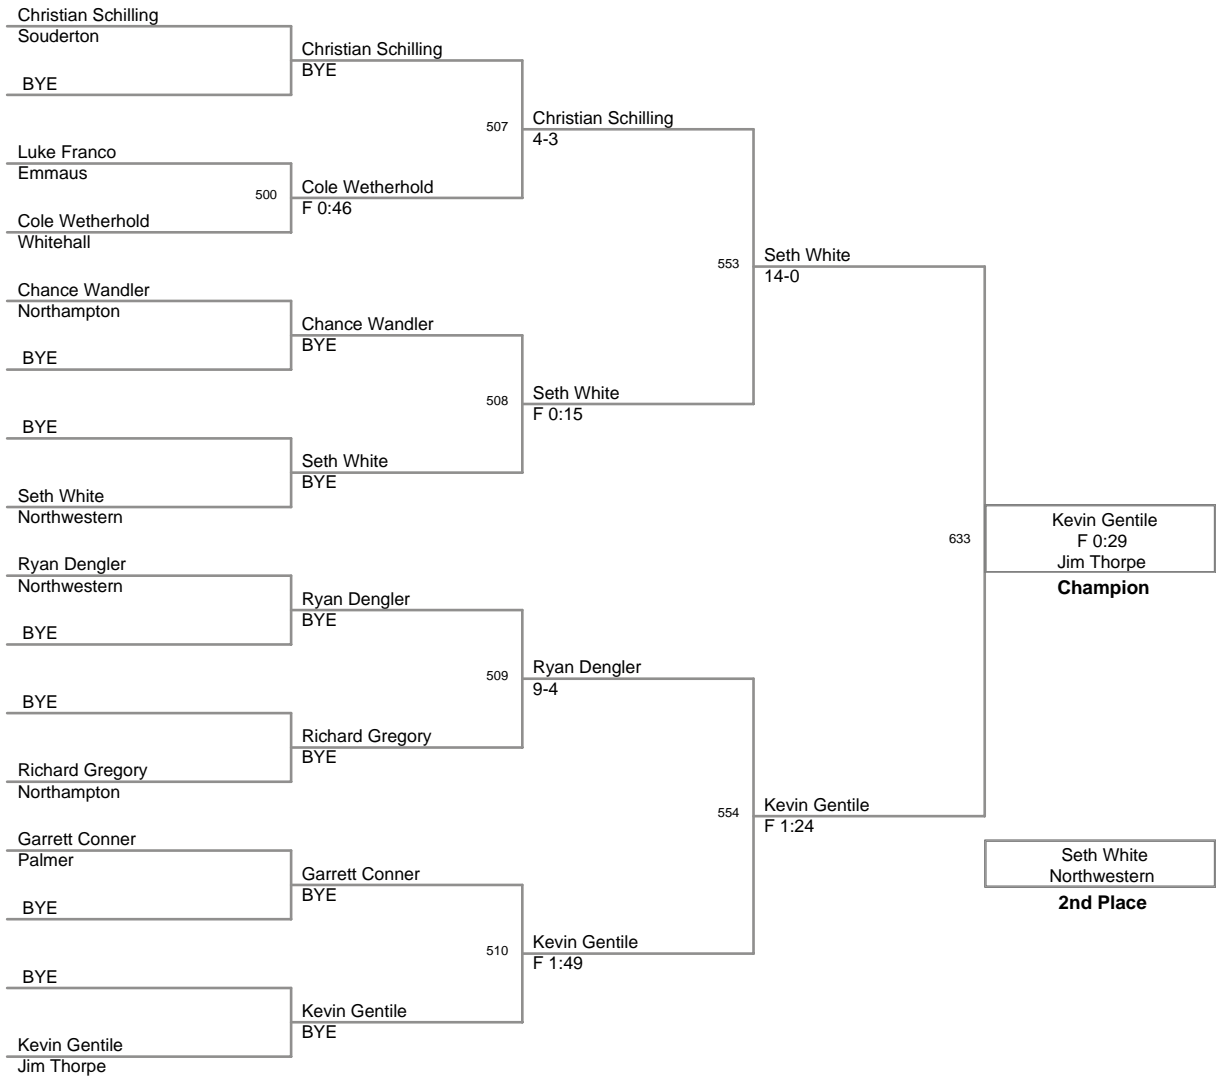 Christian Schilling
Souderton
BYE
Luke Franco
Emmaus
500
Cole Wetherhold
Whitehall
Chance Wandler
Northampton
BYE
BYE
Seth White
Northwestern
Ryan Dengler
Northwestern
BYE
BYE
Richard Gregory
Northampton
Garrett Conner
Palmer
BYE
BYE
Kevin Gentile
Jim Thorpe
Christian Schilling
BYE
507
Cole Wetherhold
F 0:46
Chance Wandler
BYE
508
Seth White
BYE
Ryan Dengler
BYE
509
Richard Gregory
BYE
Garrett Conner
BYE
510
Kevin Gentile
BYE
Christian Schilling
4-3
553
Seth White
F 0:15
Ryan Dengler
9-4
554
Kevin Gentile
F 1:49
Seth White
14-0
633
Kevin Gentile
F 1:24
Kevin Gentile
F 0:29
Jim Thorpe
Champion
Seth White
Northwestern
2nd Place